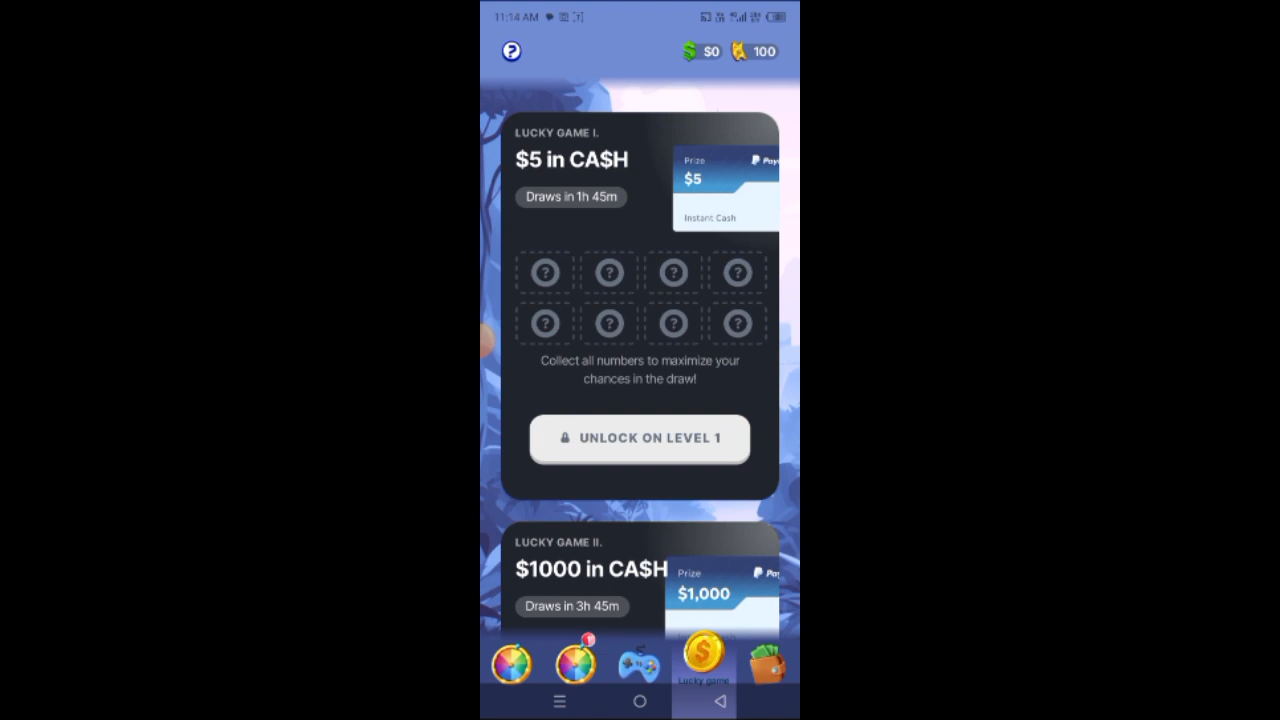 11:14 AM
$0 100
LUCKY GAME I.
$5 in CA$H
Draws in 1h 45m
Prize
$5
Instant Cash
Collect all numbers to maximize your
chances in the draw!
UNLOCK ON LEVEL 1
LUCKY GAME II.
$1000 in CA$H
Draws in 3h 45m
Prize
$1,000
Lucky game